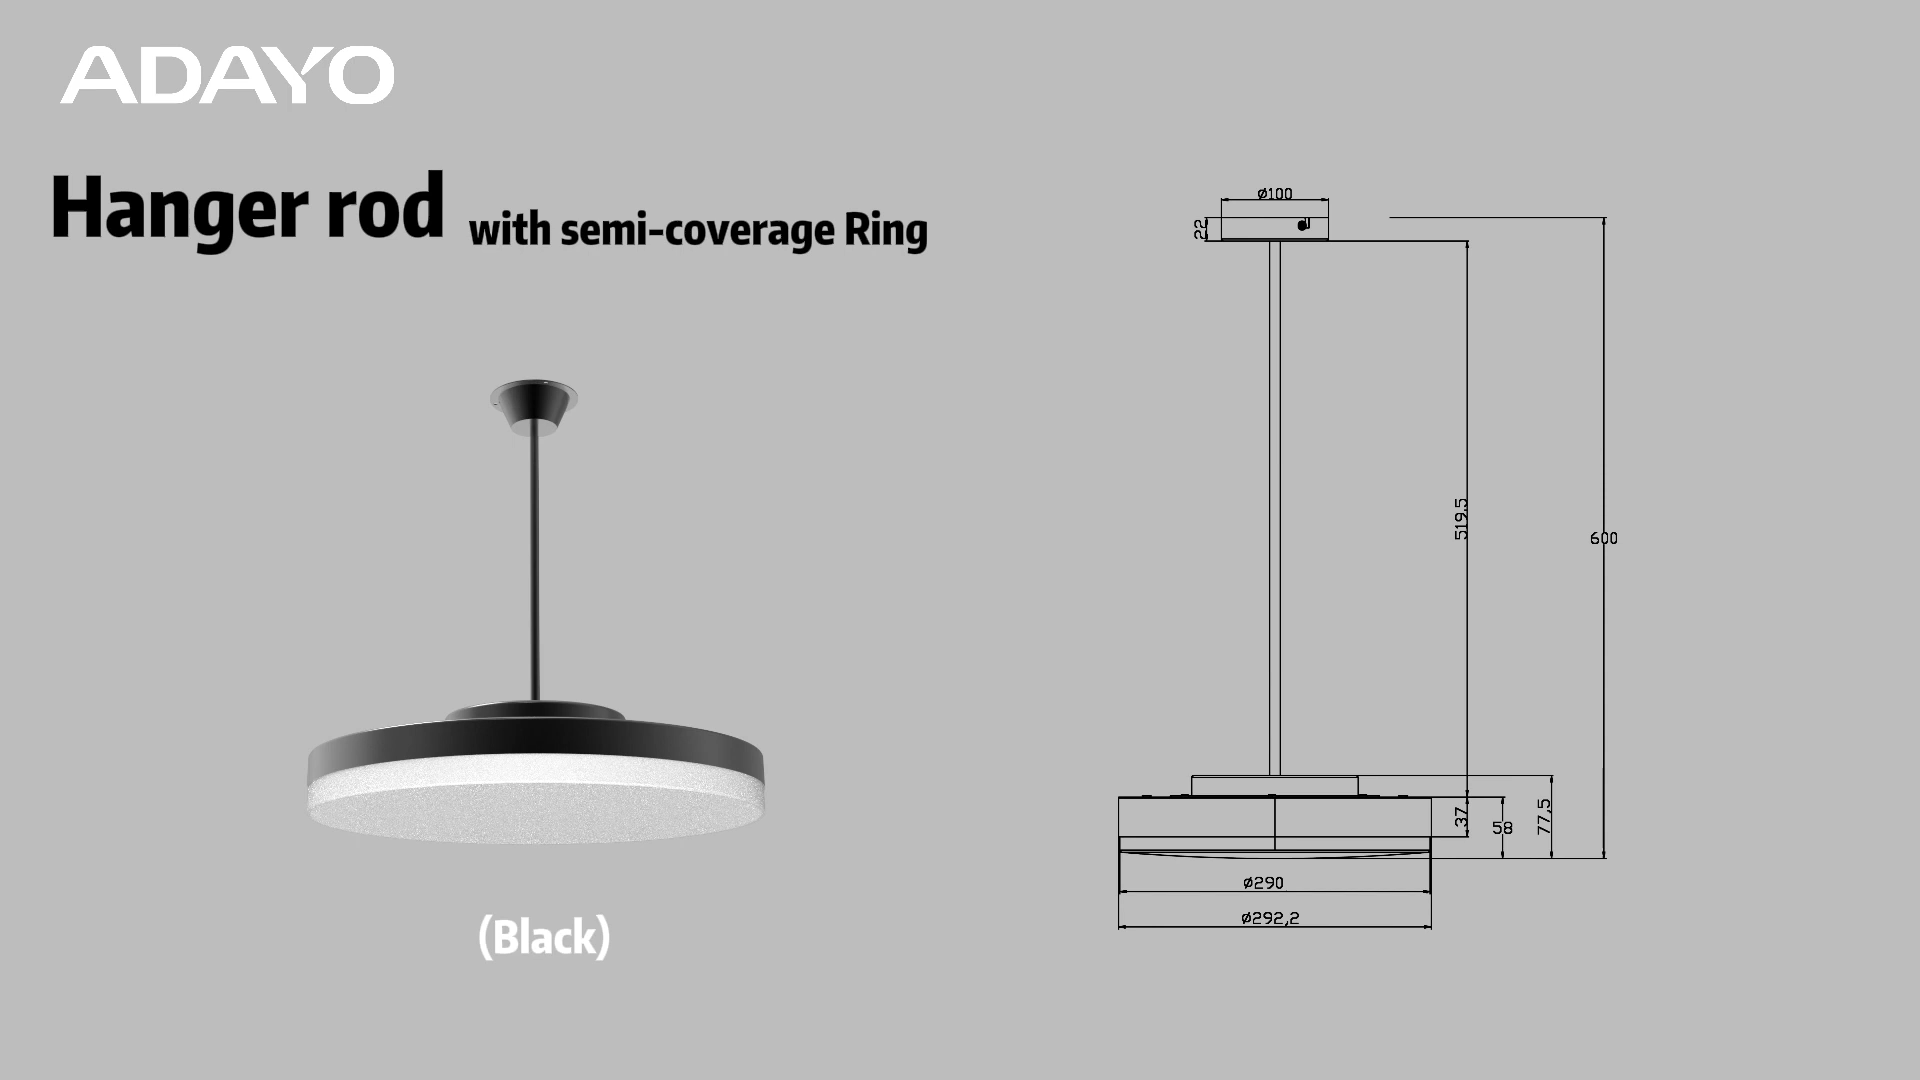 ADAYO
Hanger rod with semi-coverage Ring
ø100
22
519.5
600
37
58
77,5
ø290
ø292,2
(Black)